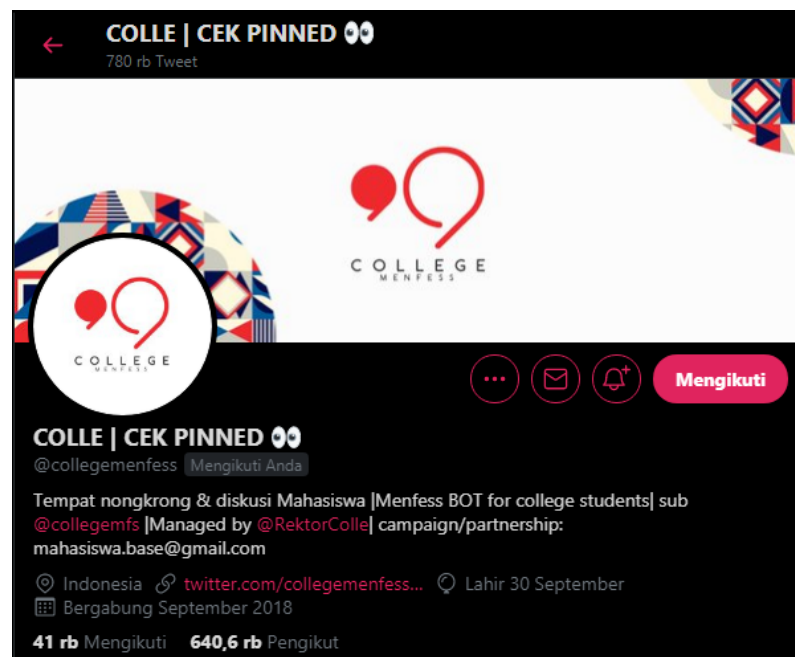 COLLE | CEK PINNED 👀
780 rb Tweet
COLLEGE
MENFESS
COLLEGE
MENFESS
Mengikuti
COLLE | CEK PINNED 👀
@collegemenfess Mengikuti Anda
Tempat nongkrong & diskusi Mahasiswa |Menfess BOT for college students| sub
@collegemfs |Managed by @RektorColle| campaign/partnership:
mahasiswa.base@gmail.com
Indonesia twitter.com/collegemenfess... Lahir 30 September
Bergabung September 2018
41 rb Mengikuti 640,6 rb Pengikut